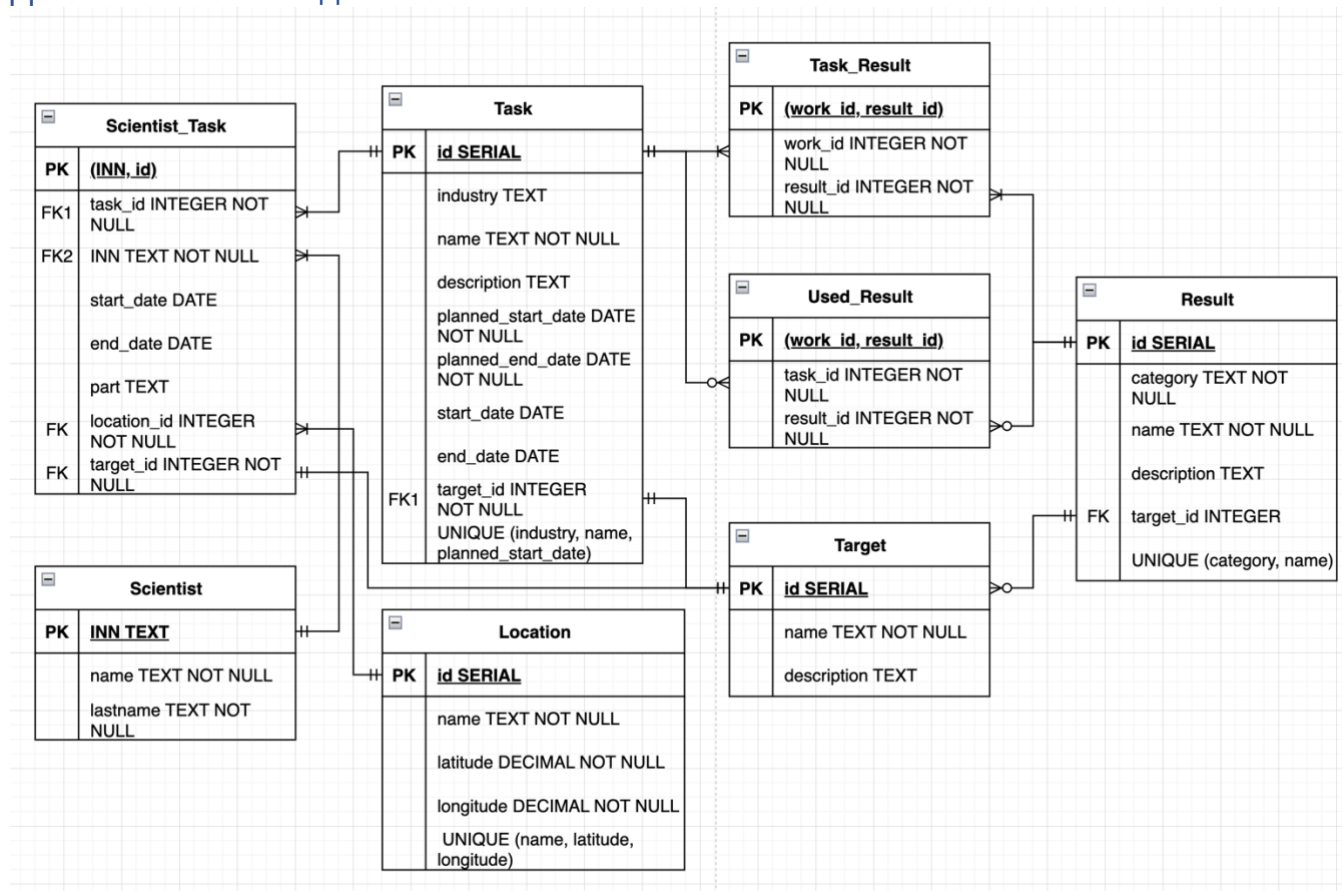 Scientist_Task
PK (INN, id)
FK1 task_id INTEGER NOT
NULL
FK2 INN TEXT NOT NULL
start_date DATE
end_date DATE
part TEXT
FK location_id INTEGER
NOT NULL
FK target_id INTEGER NOT
NULL
Scientist
PK INN TEXT
name TEXT NOT NULL
lastname TEXT NOT
NULL
Task
PK id SERIAL
industry TEXT
name TEXT NOT NULL
description TEXT
planned_start_date DATE
NOT NULL
planned_end_date DATE
NOT NULL
start_date DATE
end_date DATE
FK1 target_id INTEGER
NOT NULL
UNIQUE (industry, name,
planned_start_date)
Location
PK id SERIAL
name TEXT NOT NULL
latitude DECIMAL NOT NULL
longitude DECIMAL NOT NULL
UNIQUE (name, latitude,
longitude)
Task_Result
PK (work_id, result_id)
work_id INTEGER NOT
NULL
result_id INTEGER NOT
NULL
Used_Result
PK (work_id, result_id)
task_id INTEGER NOT
NULL
result_id INTEGER NOT
NULL
Target
PK id SERIAL
name TEXT NOT NULL
description TEXT
Result
PK id SERIAL
category TEXT NOT
NULL
name TEXT NOT NULL
description TEXT
FK target_id INTEGER
UNIQUE (category, name)